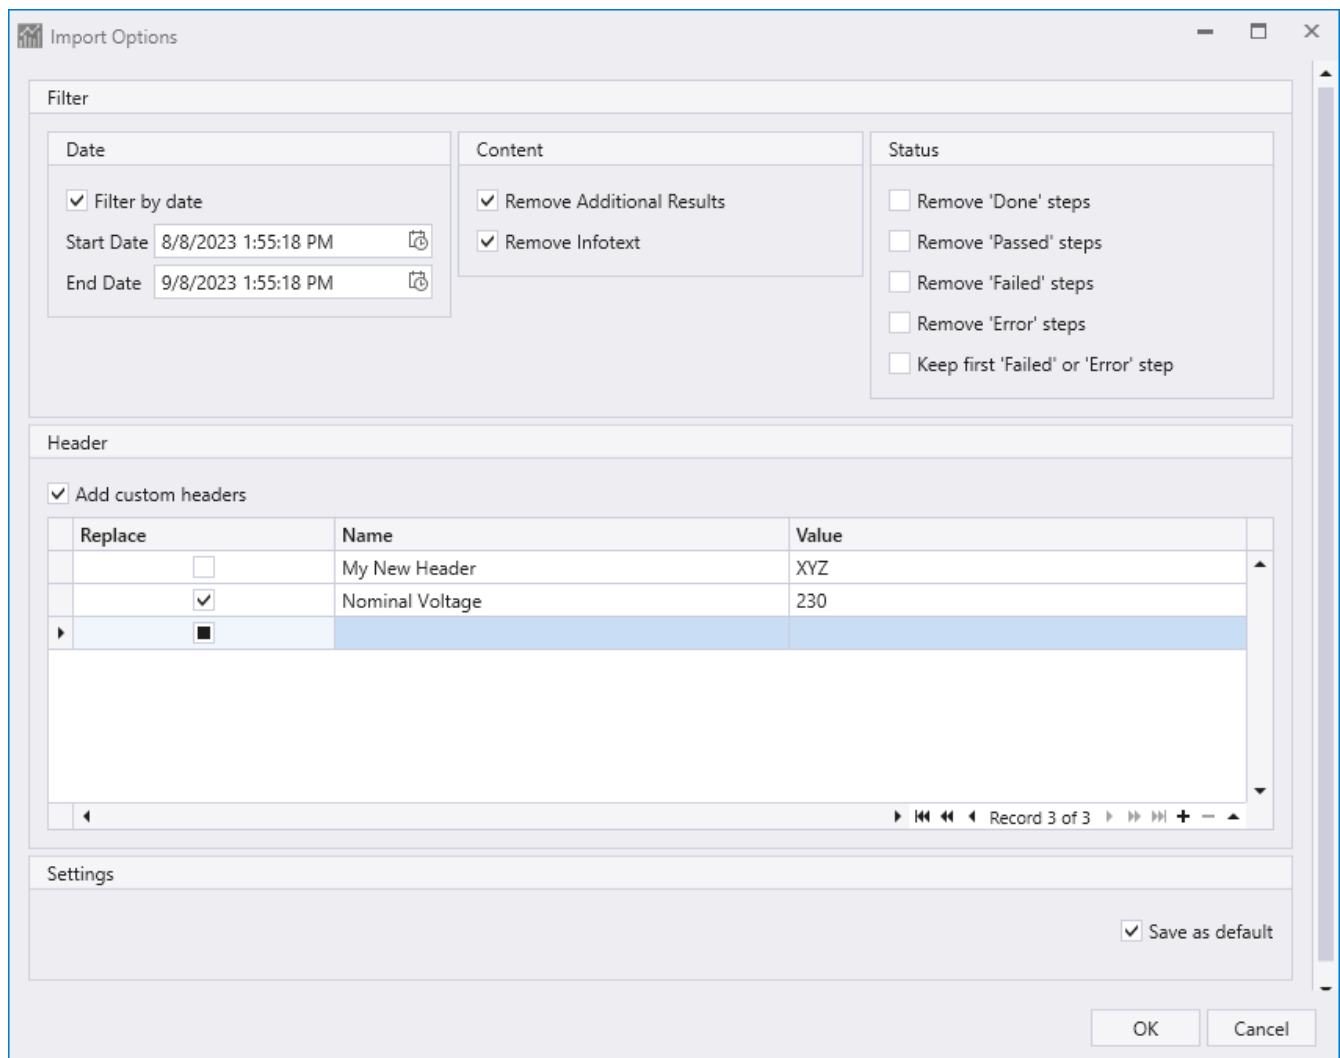 Import Options
Filter
Date
Filter by date
Start Date 8/8/2023 1:55:18 PM
End Date 9/8/2023 1:55:18 PM
Content
Remove Additional Results
Remove Infotext
Status
Remove 'Done' steps
Remove 'Passed' steps
Remove 'Failed' steps
Remove 'Error' steps
Keep first 'Failed' or 'Error' step
Header
Add custom headers
Replace Name Value
My New Header XYZ
Nominal Voltage 230
Record 3 of 3
Settings
Save as default
OK Cancel